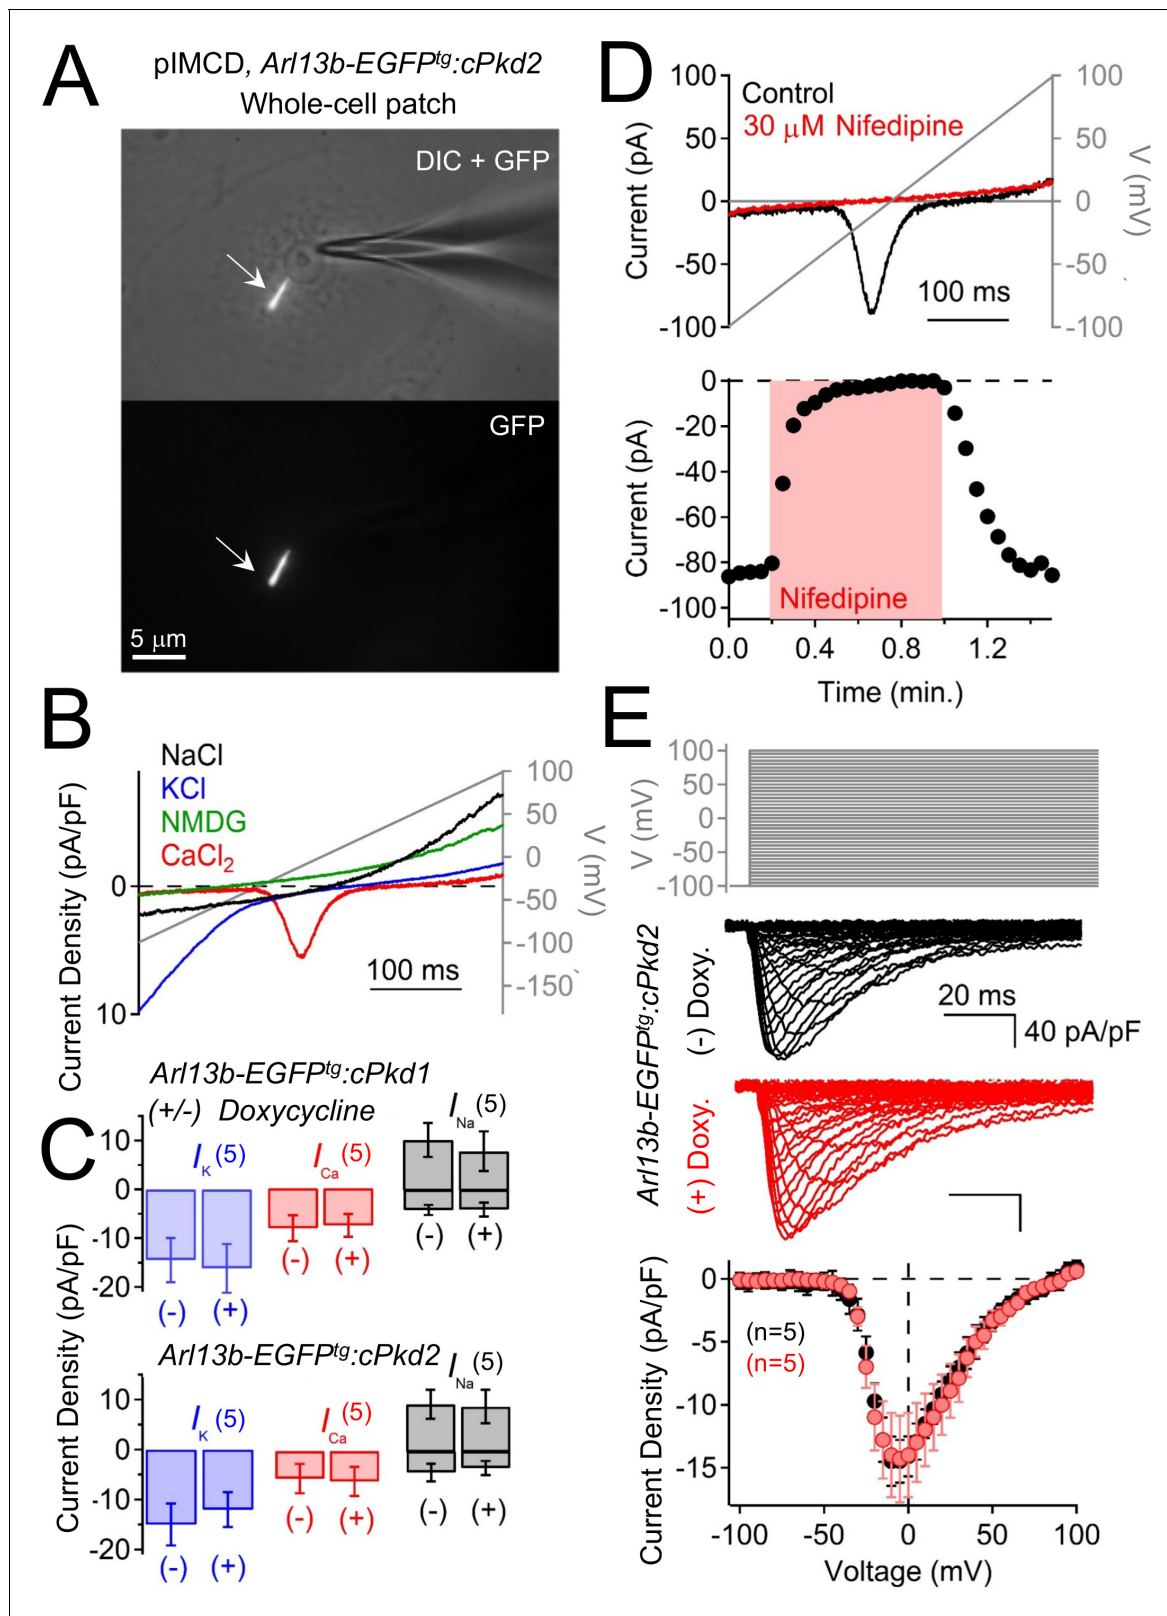 A
pIMCD, Arl13b-EGFPtg:cPkd2
Whole-cell patch
DIC + GFP
GFP
5 μm
B
NaCl
KCl
NMDG
CaCl2
Current Density (pA/pF)
0
10
100
50
0
-50
-100
-150
V (mV)
100 ms
C
Arl13b-EGFPtg:cPkd1
(+/-) Doxycycline
IK (5)
ICa (5)
INa (5)
10
0
-10
-20
(-)
(+)
(-)
(+)
(-)
(+)
Current Density (pA/pF)
Arl13b-EGFPtg:cPkd2
IK (5)
ICa (5)
INa (5)
10
0
-10
-20
(-)
(+)
(-)
(+)
(-)
(+)
D
Control
30 μM Nifedipine
Current (pA)
100
50
0
-50
-100
100
50
0
-50
-100
V (mV)
100 ms
Current (pA)
0
-20
-40
-60
-80
-100
Nifedipine
0.0 0.4 0.8 1.2
Time (min.)
E
V (mV)
100
50
0
-50
-100
Arl13b-EGFPtg:cPkd2
(-) Doxy.
20 ms
40 pA/pF
(+) Doxy.
Current Density (pA/pF)
0
-5
-10
-15
(n=5)
(n=5)
-100 -50 0 50 100
Voltage (mV)